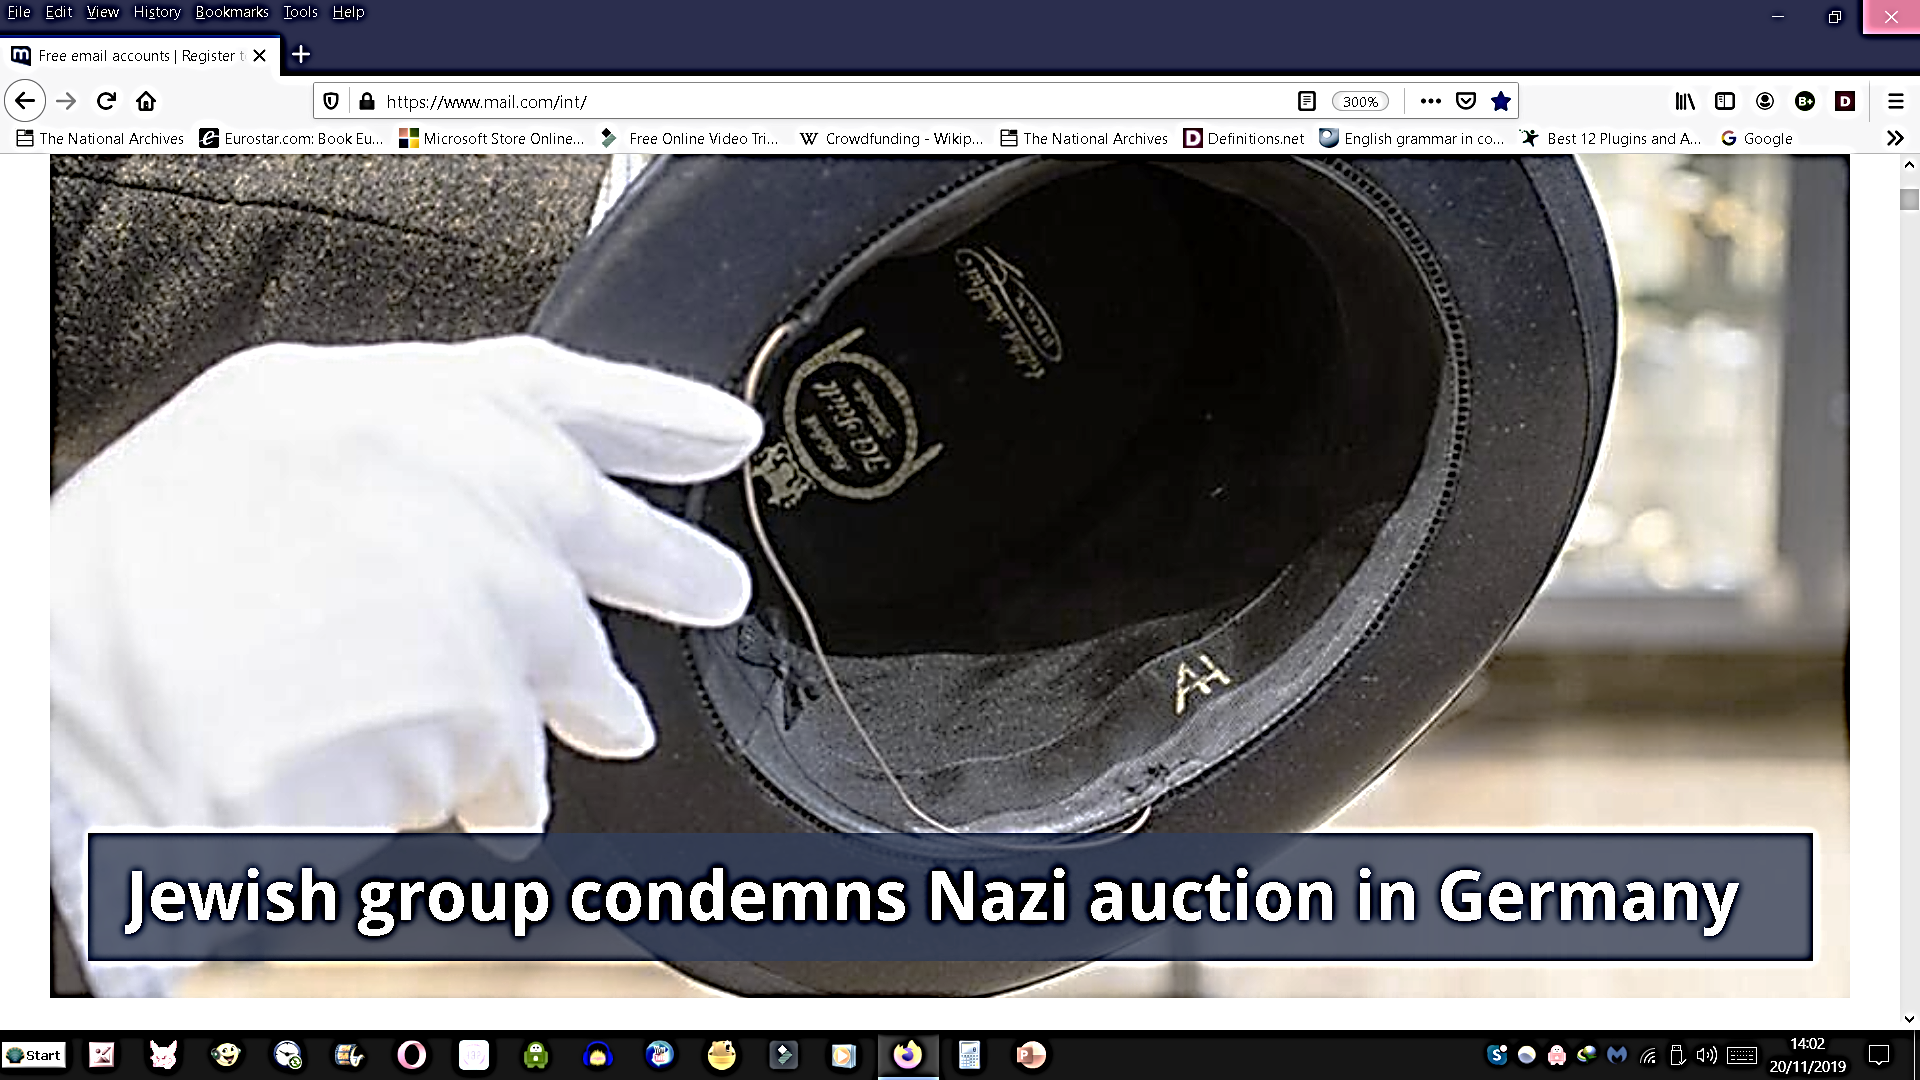 File Edit View History Bookmarks Tools Help
Free email accounts | Register t
https://www.mail.com/int/
300%
The National Archives
Eurostar.com: Book Eu...
Microsoft Store Online...
Free Online Video Tri...
Crowdfunding - Wikip...
The National Archives
Definitions.net
English grammar in co...
Best 12 Plugins and A...
Google
AH
Jewish group condemns Nazi auction in Germany
Start
14:02
20/11/2019